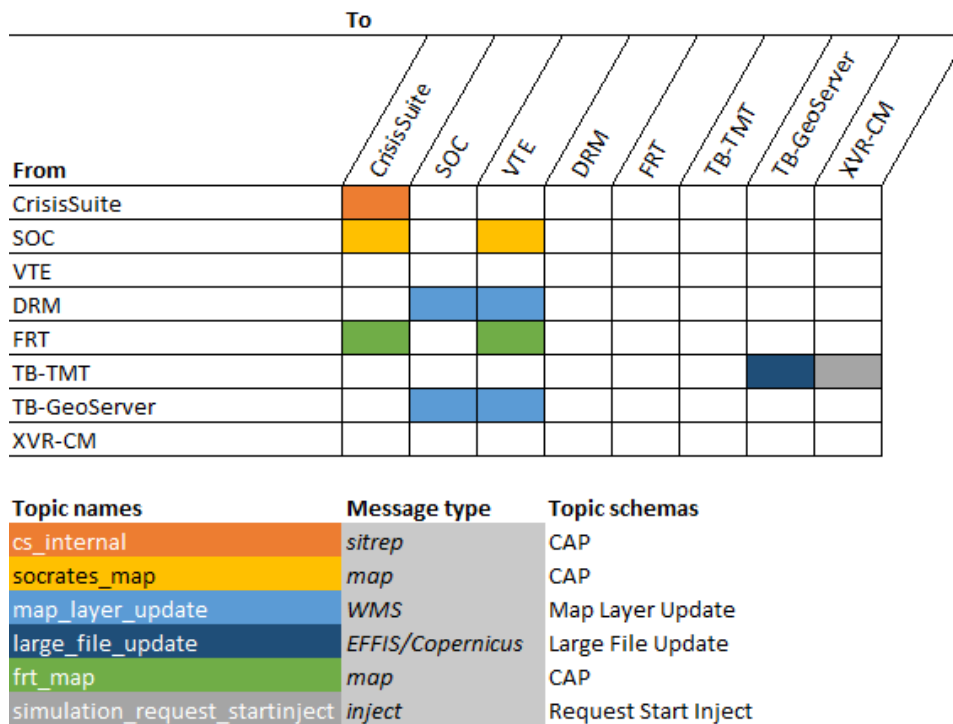 To
CrisisSuite SOC VTE DRM FRT TB-TMT TB-GeoServer XVR-CM
From
CrisisSuite
SOC
VTE
DRM
FRT
TB-TMT
TB-GeoServer
XVR-CM
Topic names Message type Topic schemas
cs_internal sitrep CAP
socrates_map map CAP
map_layer_update WMS Map Layer Update
large_file_update EFFIS/Copernicus Large File Update
frt_map map CAP
simulation_request_startinject inject Request Start Inject